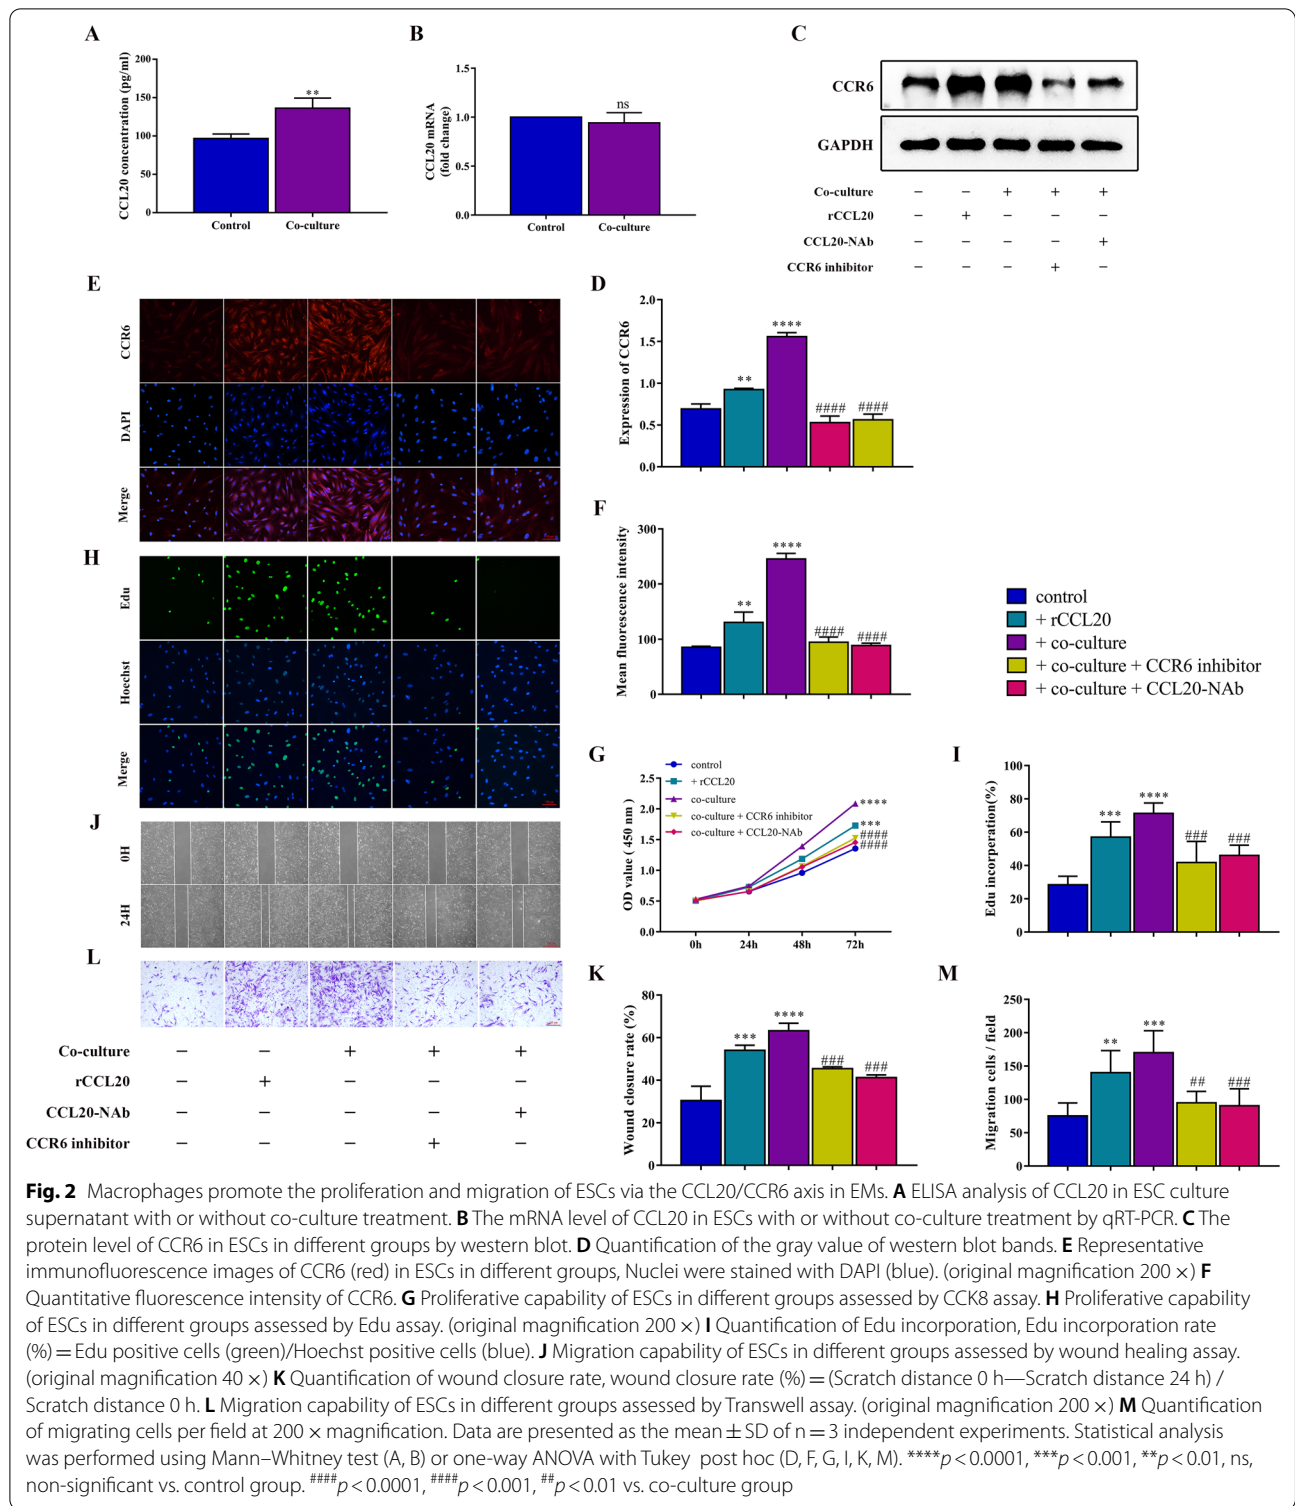 A
CCL20 concentration (pg/ml)
200
150
100
50
0
**
Control
Co-culture
B
CCL20 mRNA
(fold change)
1.5
1.0
0.5
0.0
ns
Control
Co-culture
C
CCR6
GAPDH
Co-culture − − + + +
rCCL20 − + − − −
CCL20-NAb − − − − +
CCR6 inhibitor − − − + −
E
CCR6
DAPI
Merge
D
Expression of CCR6
2.0
1.5
1.0
0.5
0.0
**
****
####
####
F
Mean fluorescence intensity
300
200
100
0
**
****
####
####
control
+ rCCL20
+ co-culture
+ co-culture + CCR6 inhibitor
+ co-culture + CCL20-NAb
H
Edu
Hoechst
Merge
G
control
+ rCCL20
co-culture
co-culture + CCR6 inhibitor
co-culture + CCL20-NAb
OD value ( 450 nm )
2.5
2.0
1.5
1.0
0.5
0.0
0h
24h
48h
72h
****
***
####
####
I
Edu incorperation(%)
100
80
60
40
20
0
***
****
###
###
J
0H
24H
L
Co-culture − − + + +
rCCL20 − + − − −
CCL20-NAb − − − − +
CCR6 inhibitor − − − + −
K
Wound closure rate (%)
80
60
40
20
0
***
****
###
###
M
Migration cells / field
250
200
150
100
50
0
**
***
##
###
Fig. 2 Macrophages promote the proliferation and migration of ESCs via the CCL20/CCR6 axis in EMs. A ELISA analysis of CCL20 in ESC culture
supernatant with or without co-culture treatment. B The mRNA level of CCL20 in ESCs with or without co-culture treatment by qRT-PCR. C The
protein level of CCR6 in ESCs in different groups by western blot. D Quantification of the gray value of western blot bands. E Representative
immunofluorescence images of CCR6 (red) in ESCs in different groups, Nuclei were stained with DAPI (blue). (original magnification 200 ×) F
Quantitative fluorescence intensity of CCR6. G Proliferative capability of ESCs in different groups assessed by CCK8 assay. H Proliferative capability
of ESCs in different groups assessed by Edu assay. (original magnification 200 ×) I Quantification of Edu incorporation, Edu incorporation rate
(%) = Edu positive cells (green)/Hoechst positive cells (blue). J Migration capability of ESCs in different groups assessed by wound healing assay.
(original magnification 40 ×) K Quantification of wound closure rate, wound closure rate (%) = (Scratch distance 0 h—Scratch distance 24 h) /
Scratch distance 0 h. L Migration capability of ESCs in different groups assessed by Transwell assay. (original magnification 200 ×) M Quantification
of migrating cells per field at 200 × magnification. Data are presented as the mean ± SD of n = 3 independent experiments. Statistical analysis
was performed using Mann–Whitney test (A, B) or one-way ANOVA with Tukey post hoc (D, F, G, I, K, M). ****p < 0.0001, ***p < 0.001, **p < 0.01, ns,
non-significant vs. control group. ####p < 0.0001, ####p < 0.001, ##p < 0.01 vs. co-culture group